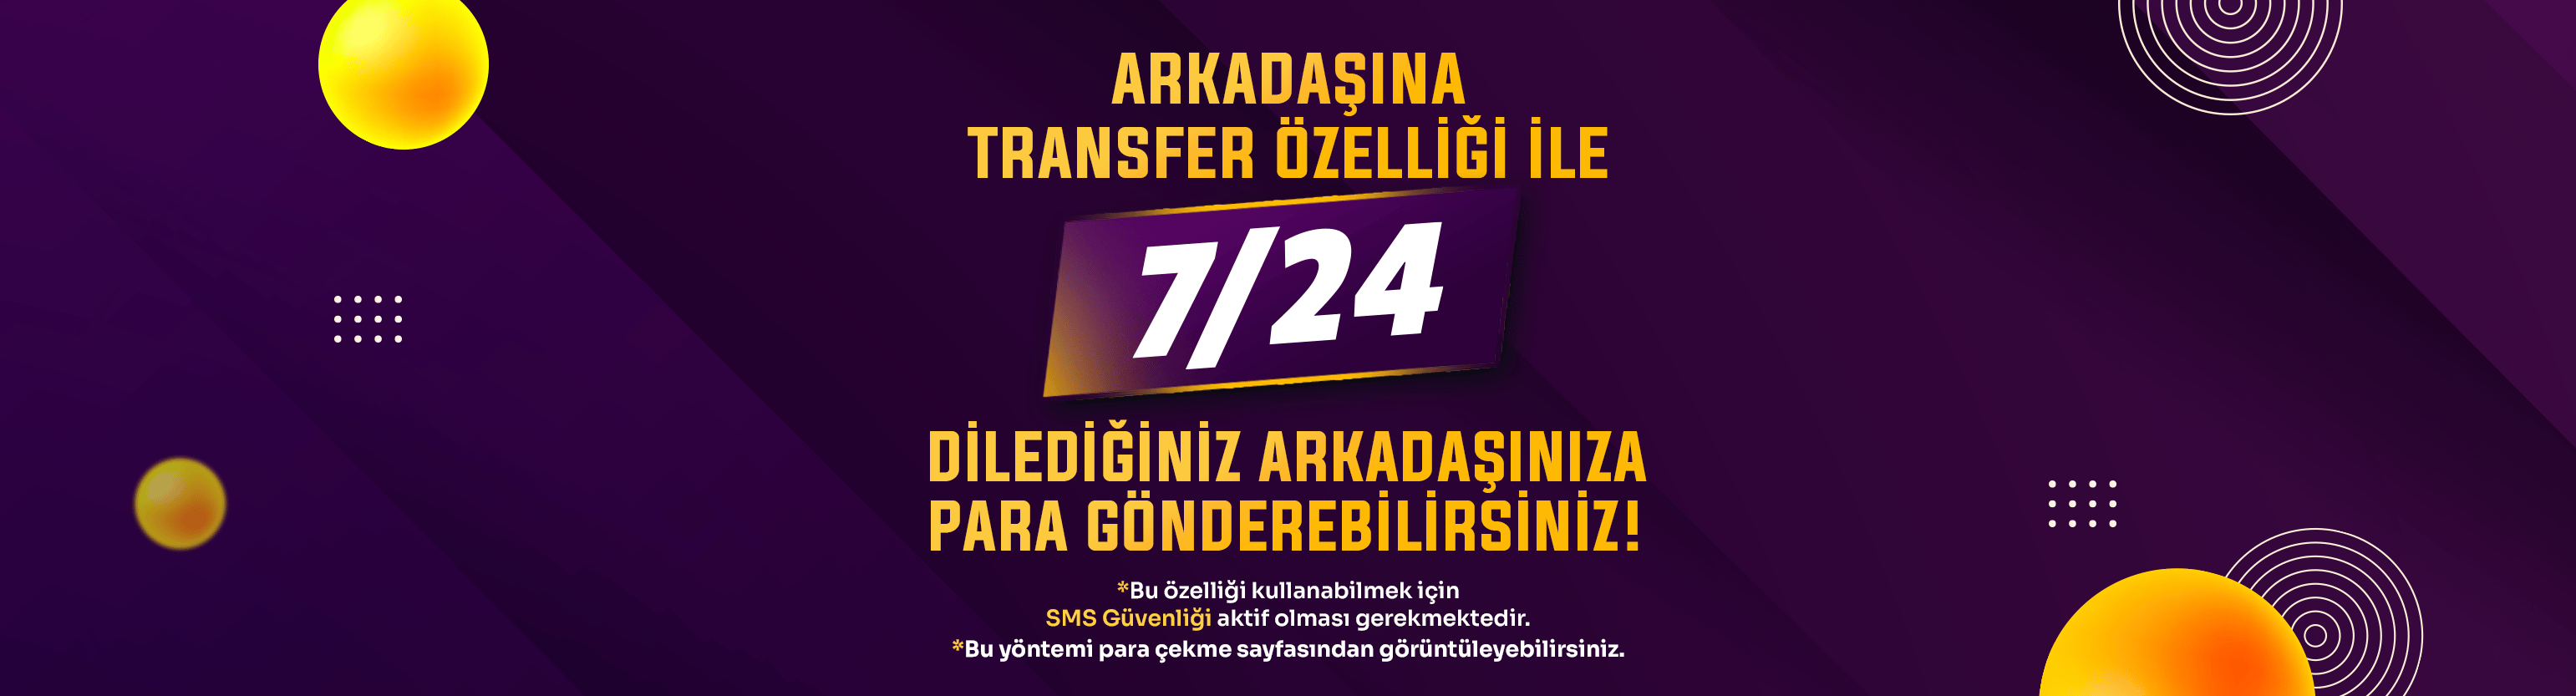 ARKADAŞINA
TRANSFER ÖZELLİĞİ İLE
7/24
DİLEDİĞİNİZ ARKADAŞINIZA
PARA GÖNDEREBİLİRSİNİZ!
*Bu özelliği kullanabilmek için
SMS Güvenliği aktif olması gerekmektedir.
*Bu yöntemi para çekme sayfasından görüntüleyebilirsiniz.